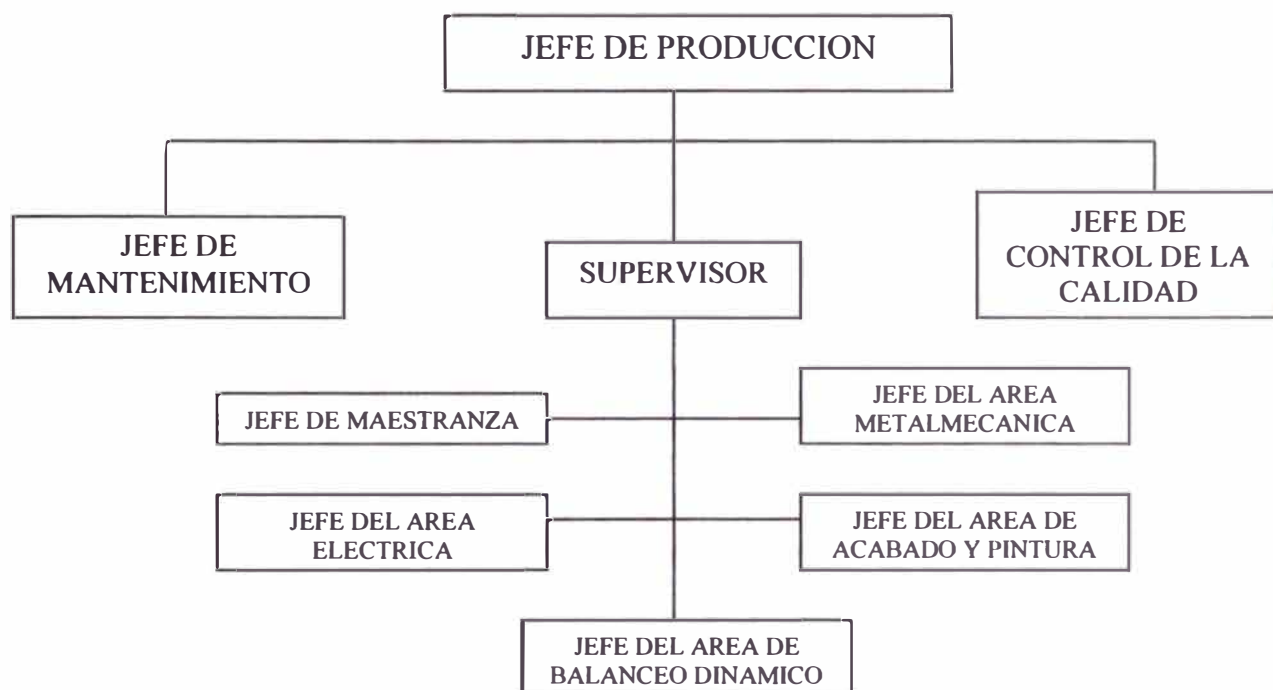 JEFE DE PRODUCCION
JEFE DE
MANTENIMIENTO
SUPERVISOR
JEFE DE
CONTROL DE LA
CALIDAD
JEFE DE MAESTRANZA
JEFE DEL AREA
METALMECANICA
JEFE DEL AREA
ELECTRICA
JEFE DEL AREA DE
ACABADO Y PINTURA
JEFE DEL AREA DE
BALANCEO DINAMICO